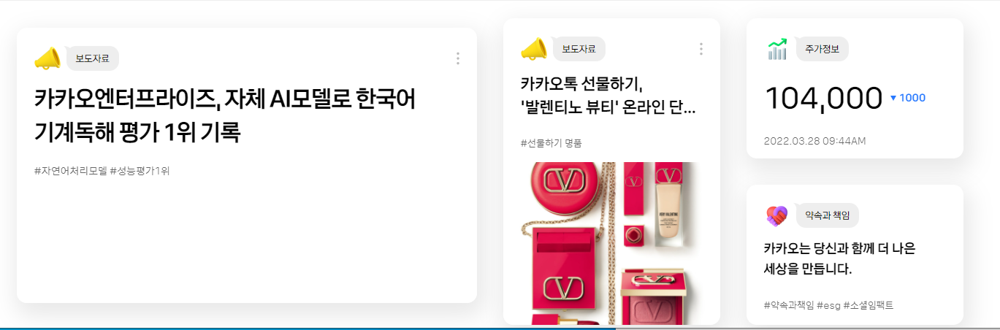 보도자료
카카오엔터프라이즈, 자체 AI모델로 한국어
기계독해 평가 1위 기록
#자연어처리모델 #성능평가1위
보도자료
카카오톡 선물하기,
'발렌티노 뷰티' 온라인 단...
#선물하기 명품
VERY VALENTINO
주가정보
104,000 ▼ 1000
2022.03.28 09:44AM
약속과 책임
카카오는 당신과 함께 더 나은
세상을 만듭니다.
#약속과책임 #esg #소셜임팩트